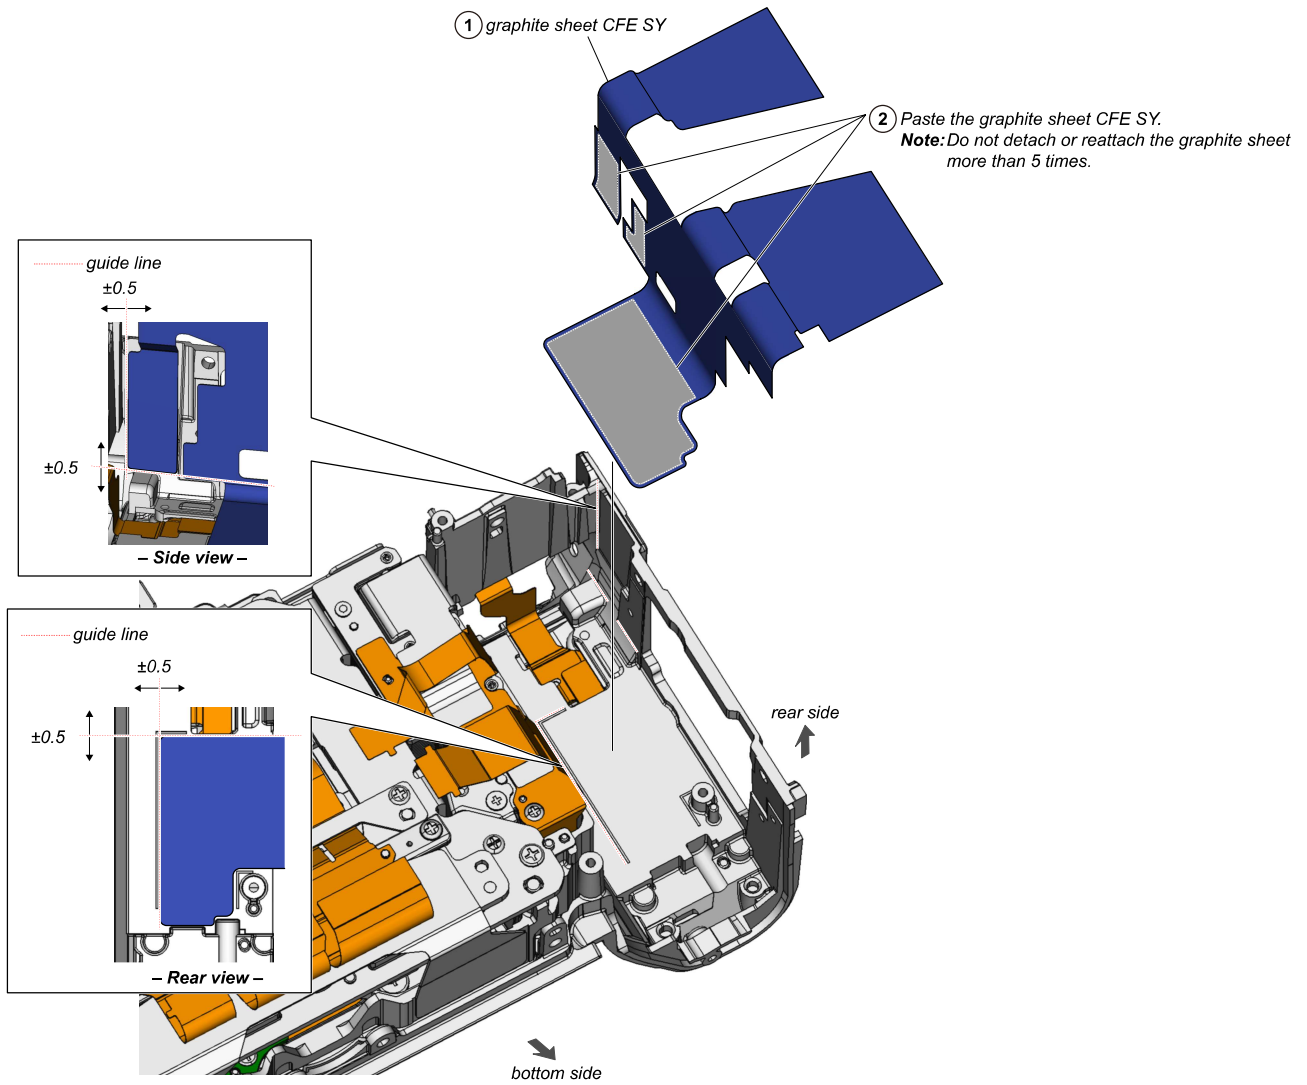 1 graphite sheet CFE SY
2 Paste the graphite sheet CFE SY.
Note: Do not detach or reattach the graphite sheet
more than 5 times.
guide line
±0.5
±0.5
– Side view –
guide line
±0.5
±0.5
– Rear view –
rear side
bottom side